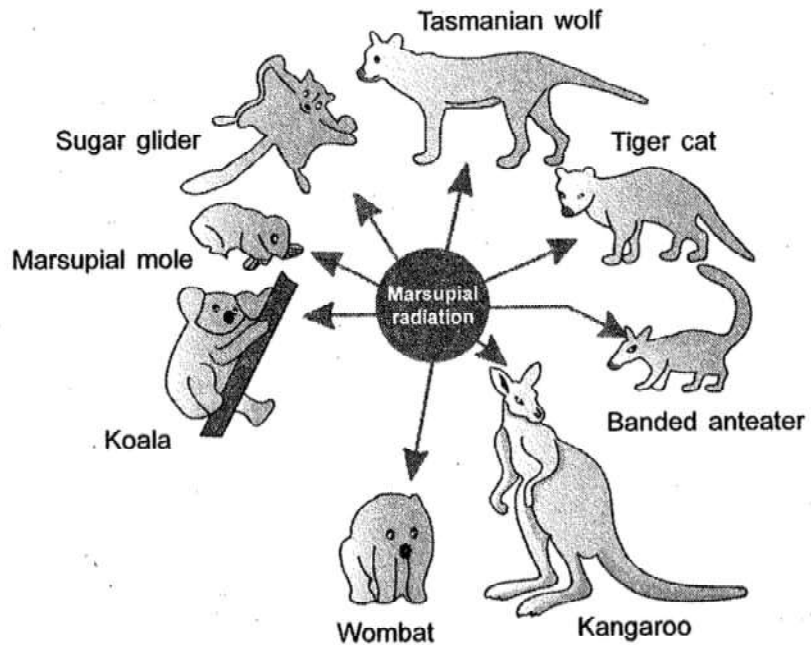 Tasmanian wolf
Sugar glider
Tiger cat
Marsupial mole
Marsupial
radiation
Koala
Banded anteater
Wombat
Kangaroo